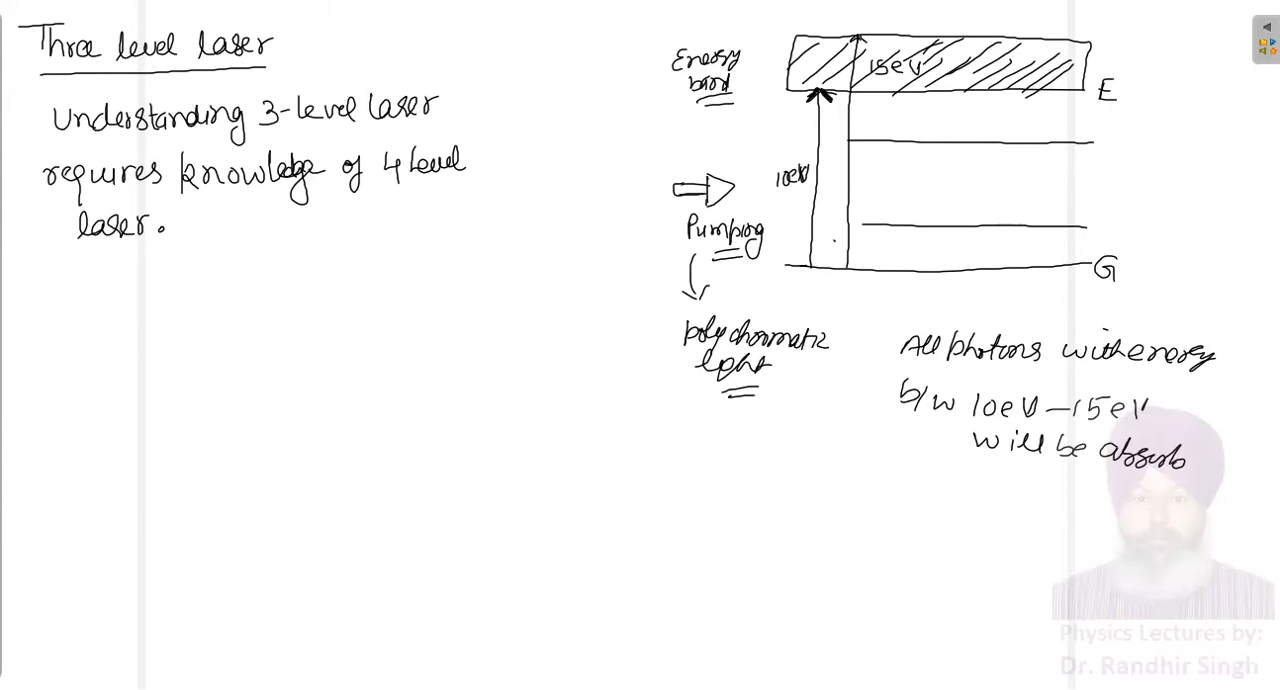 Three level laser
Understanding 3-level laser
requires knowledge of 4 level
laser.
Energy
band
15eV
E
10eV
Pumping
G
polychromatic
light
All photons with energy
b/w 10eV-15eV
will be absorb
Physics Lectures by:
Dr. Randhir Singh